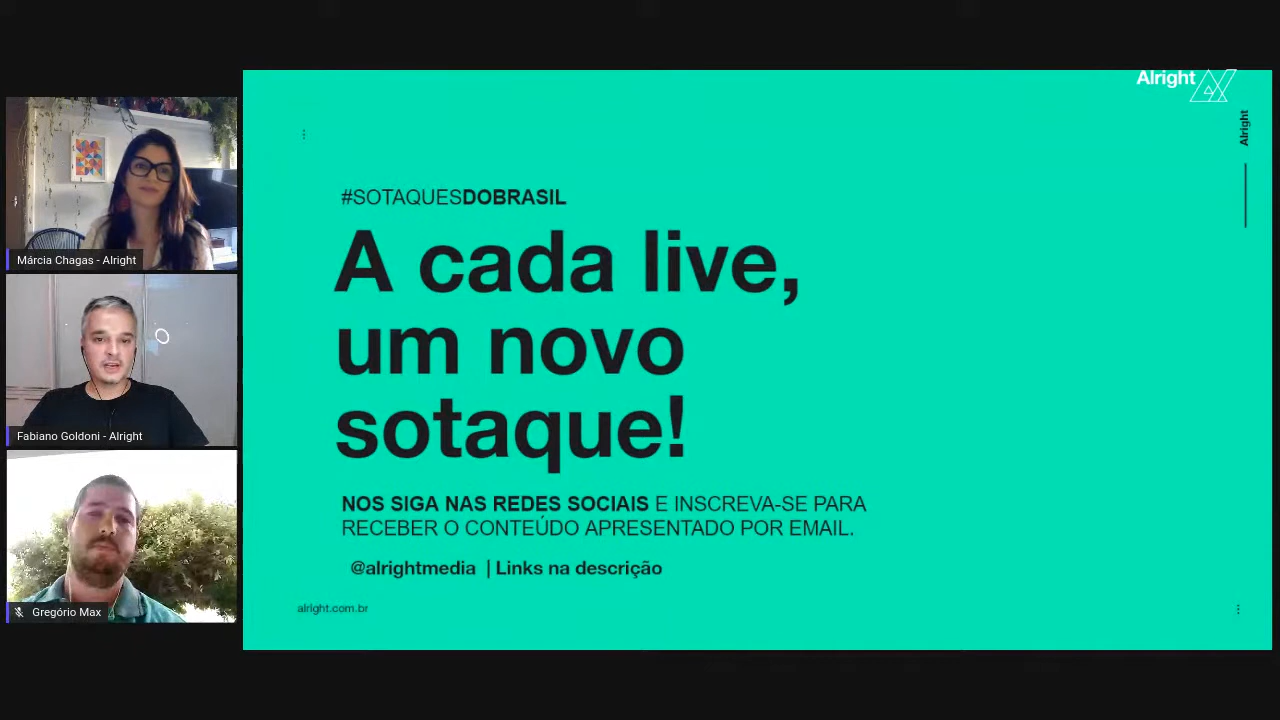 Alright
Alright
#SOTAQUESDOBRASIL
A cada live,
um novo
sotaque!
NOS SIGA NAS REDES SOCIAIS E INSCREVA-SE PARA
RECEBER O CONTEÚDO APRESENTADO POR EMAIL.
@alrightmedia | Links na descrição
alright.com.br
Márcia Chagas - Alright
Fabiano Goldoni - Alright
Gregório Max